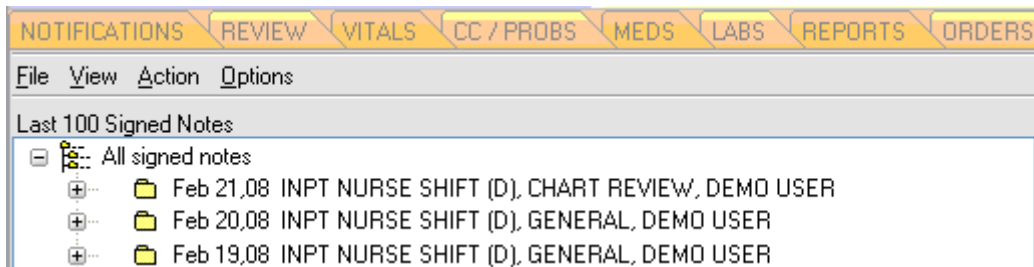 NOTIFICATIONS REVIEW VITALS CC / PROBS MEDS LABS REPORTS ORDERS
File View Action Options
Last 100 Signed Notes
All signed notes
Feb 21,08 INPT NURSE SHIFT (D), CHART REVIEW, DEMO USER
Feb 20,08 INPT NURSE SHIFT (D), GENERAL, DEMO USER
Feb 19,08 INPT NURSE SHIFT (D), GENERAL, DEMO USER